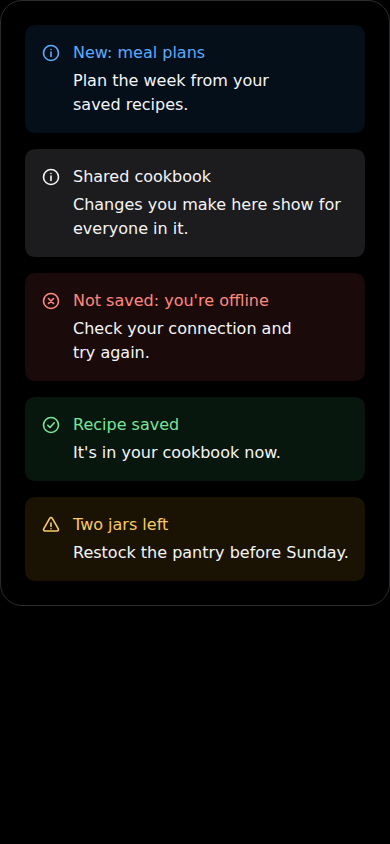 New: meal plans
Plan the week from your
saved recipes.
Shared cookbook
Changes you make here show for
everyone in it.
Not saved: you're offline
Check your connection and
try again.
Recipe saved
It's in your cookbook now.
Two jars left
Restock the pantry before Sunday.